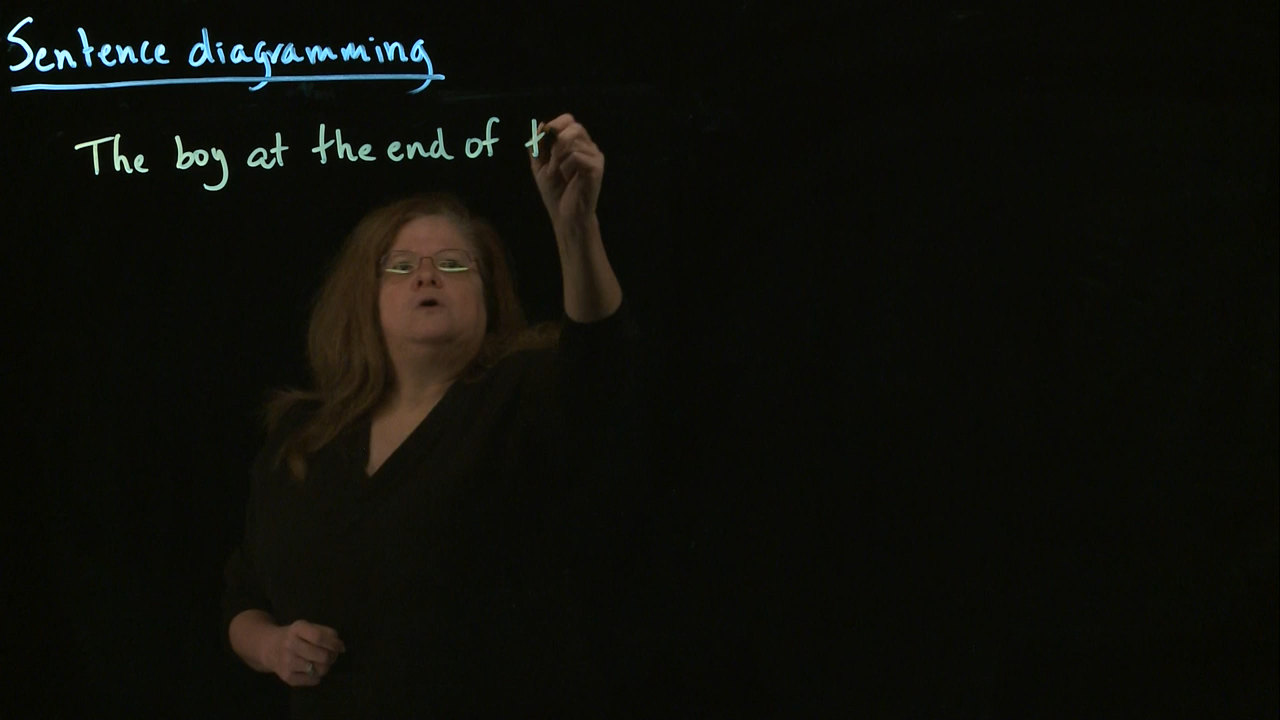 Sentence diagramming
The boy at the end of t